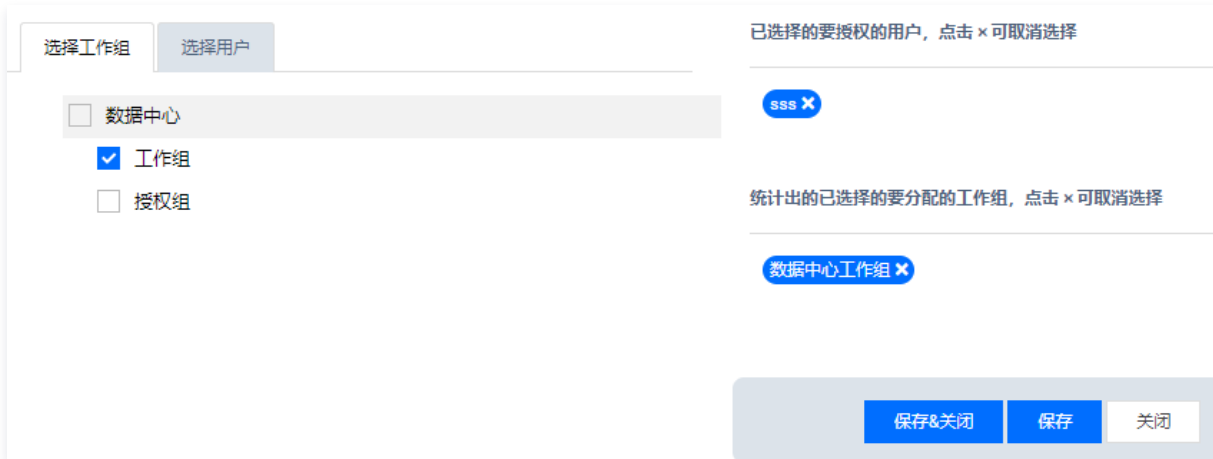 选择工作组
选择用户
数据中心
工作组
授权组
已选择的要授权的用户，点击 × 可取消选择
sss ×
统计出的已选择的要分配的工作组，点击 × 可取消选择
数据中心工作组 ×
保存&关闭
保存
关闭